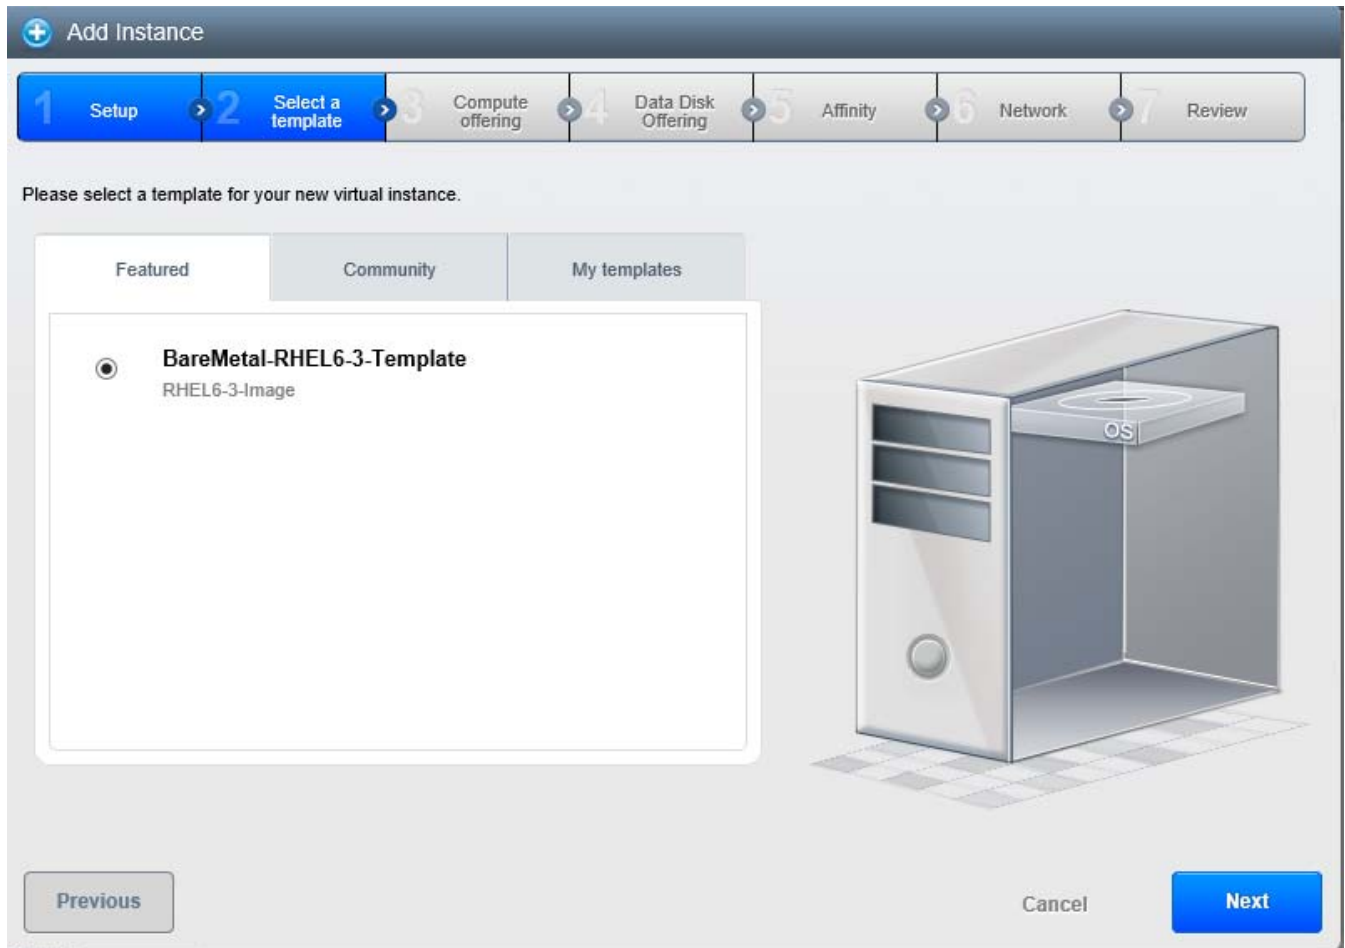 Add Instance
1 Setup
2 Select a
template
3 Compute
offering
4 Data Disk
Offering
5 Affinity
6 Network
7 Review
Please select a template for your new virtual instance.
Featured
Community
My templates
BareMetal-RHEL6-3-Template
RHEL6-3-Image
OS
Previous
Cancel
Next